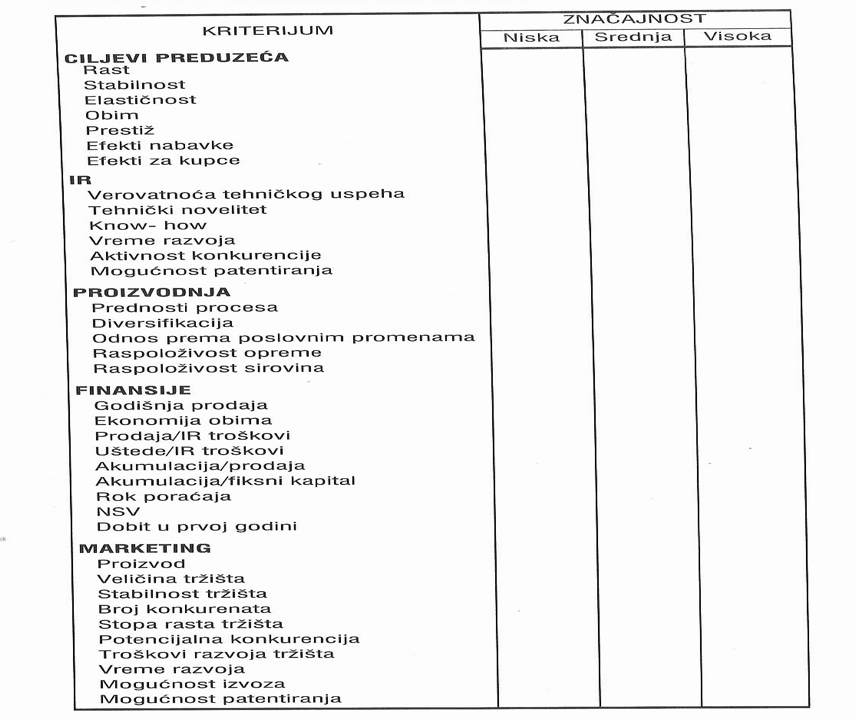 KRITERIJUM
ZNAČAJNOST
Niska Srednja Visoka
CILJEVI PREDUZEĆA
Rast
Stabilnost
Elastičnost
Obim
Prestiž
Efekti nabavke
Efekti za kupce
IR
Verovatnoća tehničkog uspeha
Tehnički novelitet
Know- how
Vreme razvoja
Aktivnost konkurencije
Mogućnost patentiranja
PROIZVODNJA
Prednosti procesa
Diversifikacija
Odnos prema poslovnim promenama
Raspoloživost opreme
Raspoloživost sirovina
FINANSIJE
Godišnja prodaja
Ekonomija obima
Prodaja/IR troškovi
Uštede/IR troškovi
Akumulacija/prodaja
Akumulacija/fiksni kapital
Rok poraćaja
NSV
Dobit u prvoj godini
MARKETING
Proizvod
Veličina tržišta
Stabilnost tržišta
Broj konkurenata
Stopa rasta tržišta
Potencijalna konkurencija
Troškovi razvoja tržišta
Vreme razvoja
Mogućnost izvoza
Mogućnost patentiranja